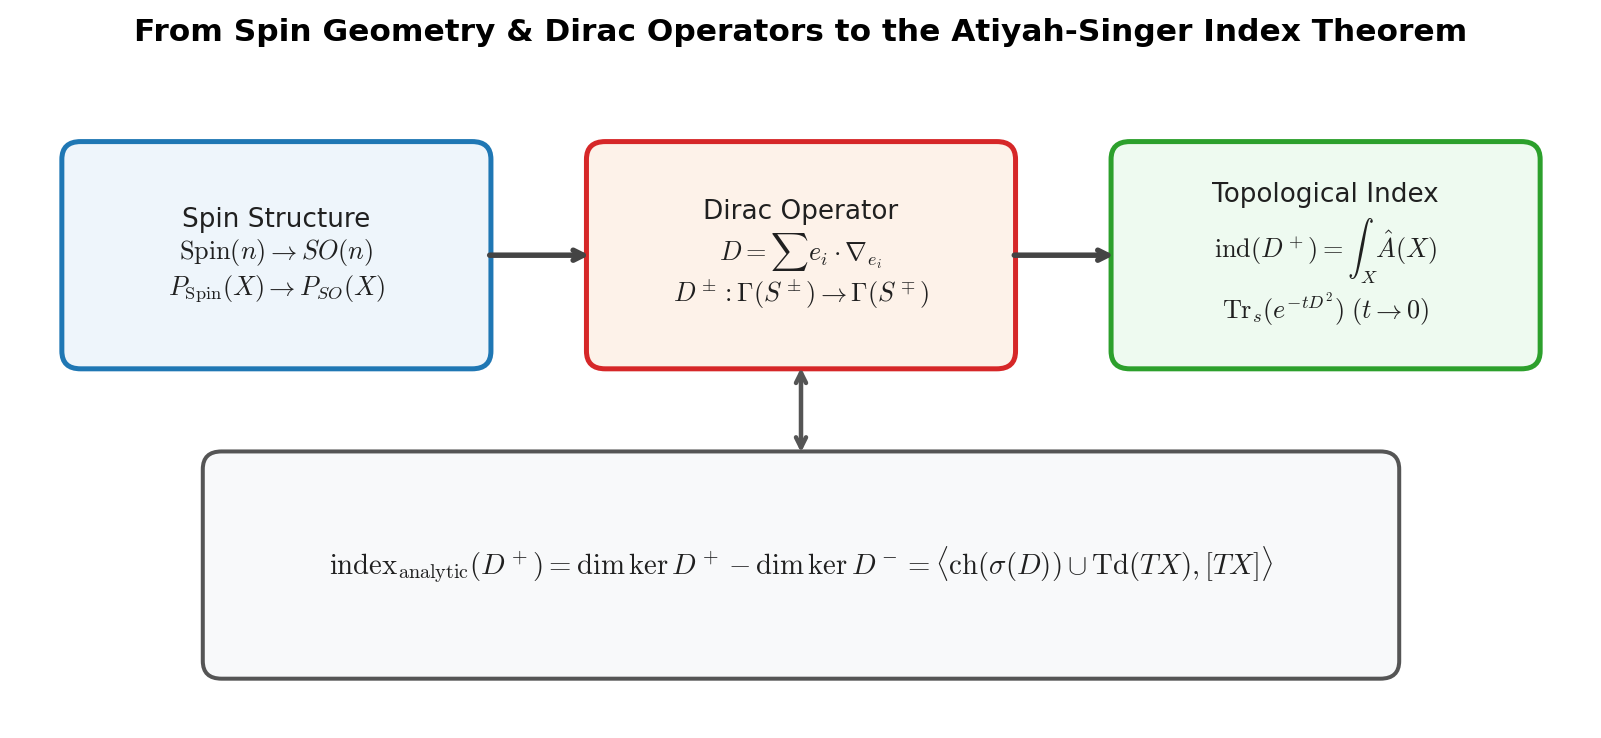 From Spin Geometry & Dirac Operators to the Atiyah-Singer Index Theorem
Spin Structure
Spin(n) → SO(n)
P_Spin(X) → P_SO(X)
Dirac Operator
D = ∑ e_i · ∇_{e_i}
D^± : Γ(S^±) → Γ(S^∓)
Topological Index
ind(D^+) = ∫_X Â(X)
Tr_s(e^{−tD^2}) (t → 0)
index_analytic(D^+) = dim ker D^+ − dim ker D^− = ⟨ch(σ(D)) ∪ Td(TX), [TX]⟩